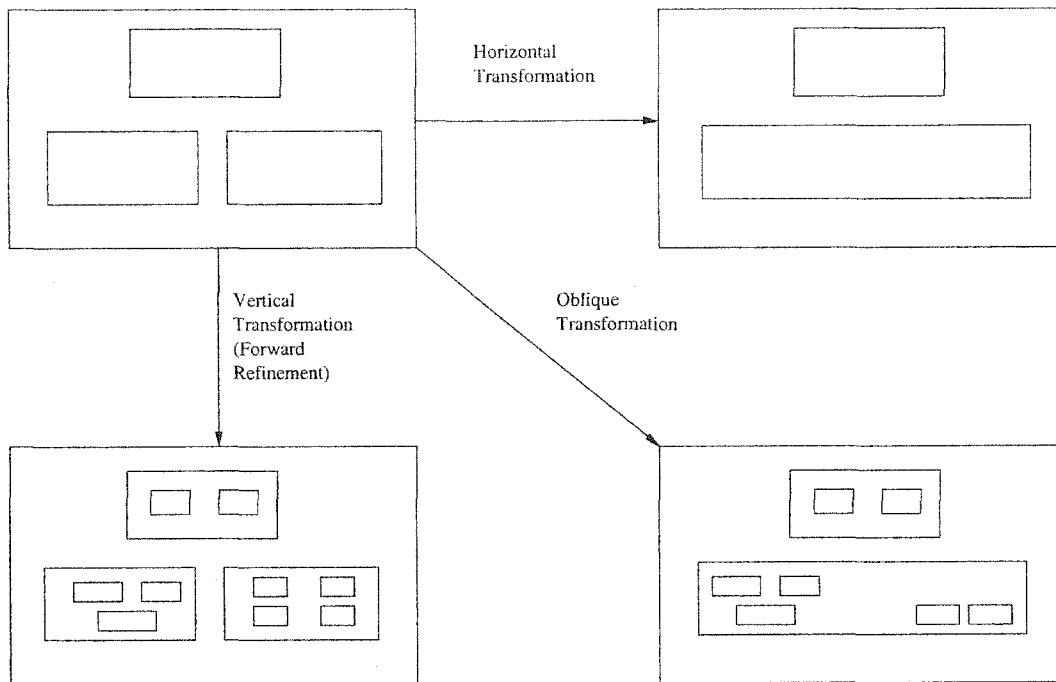 Horizontal
Transformation
Vertical
Transformation
(Forward
Refinement)
Oblique
Transformation